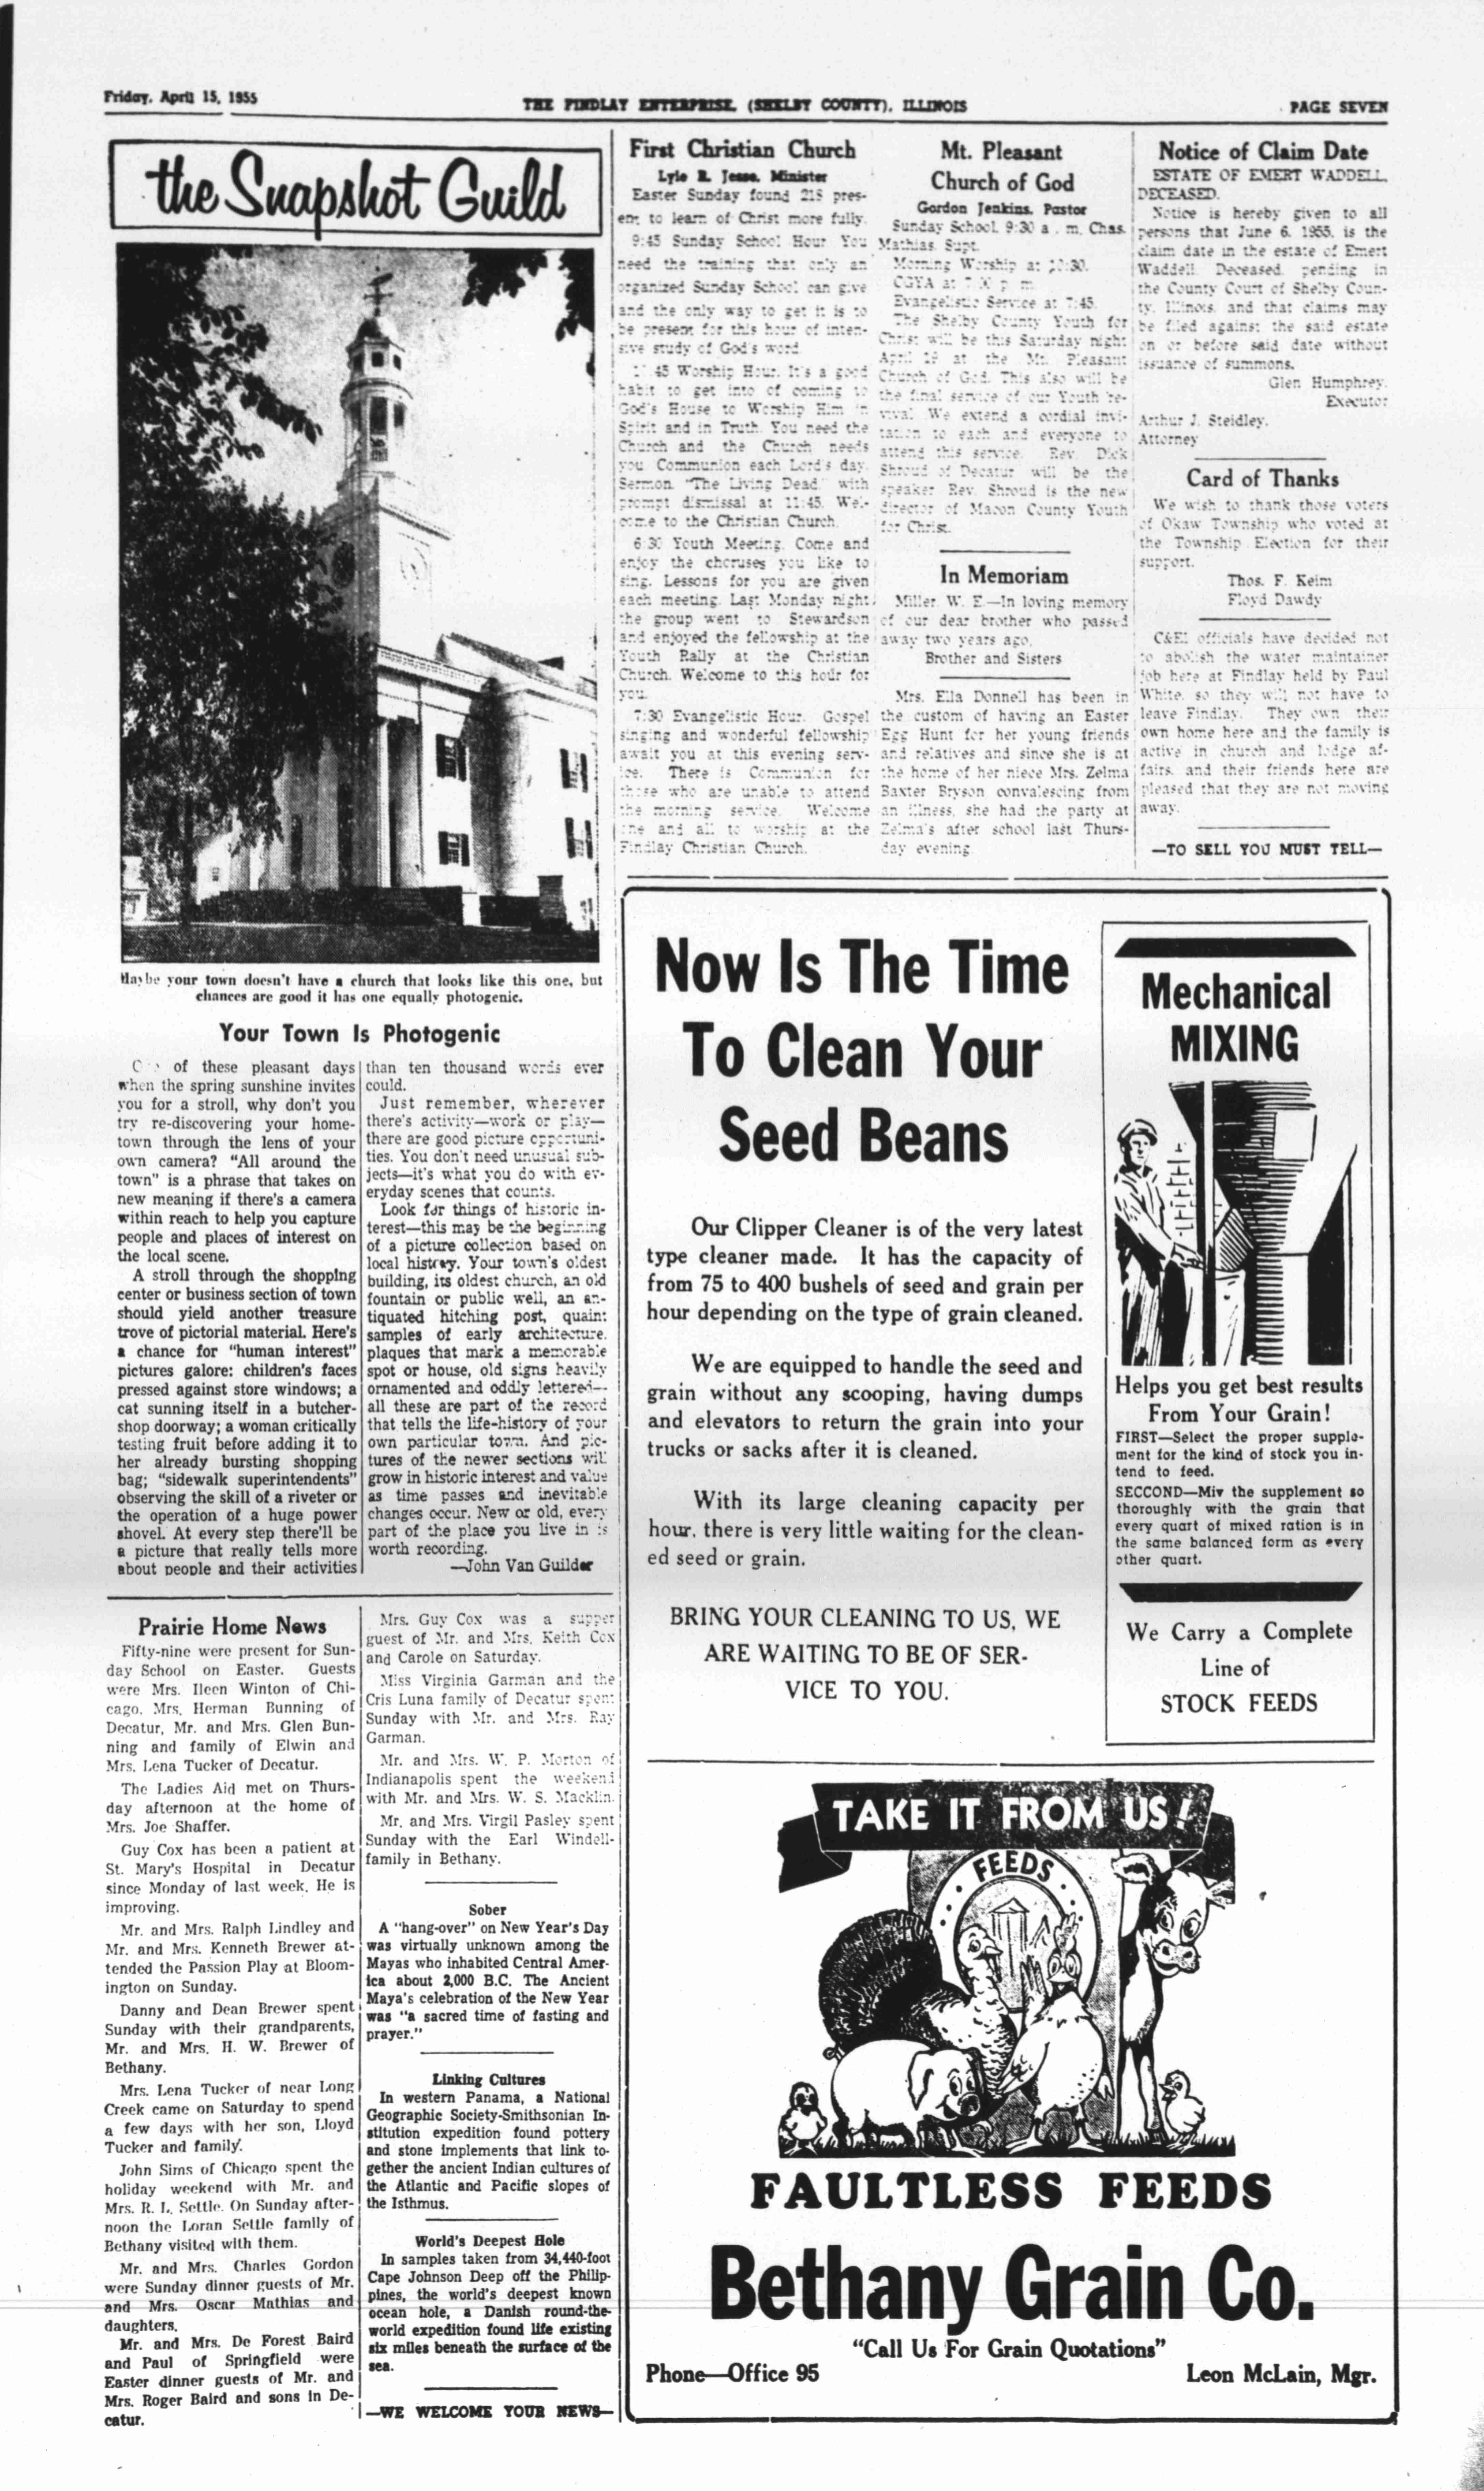 Friday, April 15, 1955
THE FINDLAY ENTERPRISE, (SHELBY COUNTY), ILLINOIS
PAGE SEVEN
the Snapshot Guild
Maybe your town doesn't have a church that looks like this one, but
chances are good it has one equally photogenic.
Your Town Is Photogenic
of these pleasant days
when the spring sunshine invites
you for a stroll, why don't you
try re-discovering your home-
town through the lens of your
own camera? "All around the
town" is a phrase that takes on
new meaning if there's a camera
within reach to help you capture
people and places of interest on
the local scene.
A stroll through the shopping
center or business section of town
should yield another treasure
trove of pictorial material. Here's
a chance for "human interest"
pictures galore: children's faces
pressed against store windows; a
cat sunning itself in a butcher-
shop doorway; a woman critically
testing fruit before adding it to
her already bursting shopping
bag; "sidewalk superintendents"
observing the skill of a riveter or
the operation of a huge power
shovel. At every step there'll be
a picture that really tells more
about people and their activities
than ten thousand words ever
could.
Just remember, wherever
there's activity—work or play—
there are good picture opportuni-
ties. You don't need unusual sub-
jects—it's what you do with ev-
eryday scenes that counts.
Look for things of historic in-
terest—this may be the beginning
of a picture collection based on
local histrey. Your town's oldest
building, its oldest church, an old
fountain or public well, an an-
tiquated hitching post, quaint
samples of early architecture.
plaques that mark a memorable
spot or house, old signs heavily
ornamented and oddly lettered—
all these are part of the record
that tells the life-history of your
own particular town. And pic-
tures of the newer sections will
grow in historic interest and value
as time passes and inevitable
changes occur. New or old, every
part of the place you live in is
worth recording.
—John Van Guilder
Prairie Home News
Fifty-nine were present for Sun-
day School on Easter. Guests
were Mrs. Ileen Winton of Chi-
cago, Mrs. Herman Bunning of
Decatur, Mr. and Mrs. Glen Bun-
ning and family of Elwin and
Mrs. Lena Tucker of Decatur.
The Ladies Aid met on Thurs-
day afternoon at the home of
Mrs. Joe Shaffer.
Guy Cox has been a patient at
St. Mary's Hospital in Decatur
since Monday of last week. He is
improving.
Mr. and Mrs. Ralph Lindley and
Mr. and Mrs. Kenneth Brewer at-
tended the Passion Play at Bloom-
ington on Sunday.
Danny and Dean Brewer spent
Sunday with their grandparents,
Mr. and Mrs. H. W. Brewer of
Bethany.
Mrs. Lena Tucker of near Long
Creek came on Saturday to spend
a few days with her son, Lloyd
Tucker and family.
John Sims of Chicago spent the
holiday weekend with Mr. and
Mrs. R. L. Settle. On Sunday after-
noon the Loran Settle family of
Bethany visited with them.
Mr. and Mrs. Charles Gordon
were Sunday dinner guests of Mr.
and Mrs. Oscar Mathias and
daughters.
Mr. and Mrs. De Forest Baird
and Paul of Springfield were
Easter dinner guests of Mr. and
Mrs. Roger Baird and sons in De-
catur.
Mrs. Guy Cox was a supper
guest of Mr. and Mrs. Keith Cox
and Carole on Saturday.
Miss Virginia Garman and the
Cris Luna family of Decatur spent
Sunday with Mr. and Mrs. Ray
Garman.
Mr. and Mrs. W. P. Morton of
Indianapolis spent the weekend
with Mr. and Mrs. W. S. Macklin.
Mr. and Mrs. Virgil Pasley spent
Sunday with the Earl Windell-
family in Bethany.
Sober
A "hang-over" on New Year's Day
was virtually unknown among the
Mayas who inhabited Central Amer-
ica about 2,000 B.C. The Ancient
Maya's celebration of the New Year
was "a sacred time of fasting and
prayer."
Linking Cultures
In western Panama, a National
Geographic Society-Smithsonian In-
stitution expedition found pottery
and stone implements that link to-
gether the ancient Indian cultures of
the Atlantic and Pacific slopes of
the Isthmus.
World's Deepest Hole
In samples taken from 34,440-foot
Cape Johnson Deep off the Philip-
pines, the world's deepest known
ocean hole, a Danish round-the-
world expedition found life existing
six miles beneath the surface of the
sea.
—WE WELCOME YOUR NEWS—
First Christian Church
Lyle R. Jesse, Minister
Easter Sunday found 218 pres-
ent to learn of Christ more fully.
9:45 Sunday School Hour You
need the training that only an
organized Sunday School can give
and the only way to get it is to
be present for this hour of inten-
sive study of God's word.
Worship Hour. It's a good
habit to get into of coming to
God's House to Worship Him in
Spirit and in Truth. You need the
Church and the Church needs
you. Communion each Lord's day.
Sermon, "The Living Dead." with
prompt dismissal at 11:45. Wel-
come to the Christian Church.
6:30 Youth Meeting. Come and
enjoy the choruses you like to
sing. Lessons for you are given
each meeting. Last Monday night
the group went to Stewardson
and enjoyed the fellowship at the
Youth Rally at the Christian
Church. Welcome to this hour for
you.
7:30 Evangelistic Hour. Gospel
singing and wonderful fellowship
await you at this evening serv-
ice. There is Communion for
those who are unable to attend
the morning service. Welcome
one and all to worship at the
Findlay Christian Church.
Mt. Pleasant
Church of God
Gordon Jenkins, Pastor
Sunday School, 9:30 a . m. Chas.
Mathias, Supt.
Morning Worship at 10:30.
CGYA at p. m.
Evangelistic Service at 7:45.
The Shelby County Youth for
Christ will be this Saturday night
April at the Mt. Pleasant
Church of God. This also will be
the final service of our Youth re-
vival. We extend a cordial invi-
tation to each and everyone to
attend this service. Rev. Dick
Shroud of Decatur will be the
speaker Rev. Shroud is the new
director of Macon County Youth
for Christ.
In Memoriam
Miller, W. E.—In loving memory
of our dear brother who passed
away two years ago.
Brother and Sisters
Mrs. Ella Donnell has been in
the custom of having an Easter
Egg Hunt for her young friends
and relatives and since she is at
the home of her niece Mrs. Zelma
Baxter Bryson convalescing from
an illness, she had the party at
Zelma's after school last Thurs-
day evening.
Notice of Claim Date
ESTATE OF EMERT WADDELL,
DECEASED.
Notice is hereby given to all
persons that June 6, 1955, is the
claim date in the estate of Emert
Waddell, Deceased, pending in
the County Court of Shelby Coun-
ty, Illinois, and that claims may
be filed against the said estate
on or before said date without
issuance of summons.
Glen Humphrey,
Executor
Arthur J. Steidley,
Attorney
Card of Thanks
We wish to thank those voters
of Okaw Township who voted at
the Township Election for their
support.
Thos. F. Keim
Floyd Dawdy
C&EI officials have decided not
to abolish the water maintainer
job here at Findlay held by Paul
White, so they will not have to
leave Findlay. They own their
own home here and the family is
active in church and lodge af-
fairs, and their friends here are
pleased that they are not moving
away.
—TO SELL YOU MUST TELL—
Now Is The Time
To Clean Your
Seed Beans
Our Clipper Cleaner is of the very latest
type cleaner made. It has the capacity of
from 75 to 400 bushels of seed and grain per
hour depending on the type of grain cleaned.
We are equipped to handle the seed and
grain without any scooping, having dumps
and elevators to return the grain into your
trucks or sacks after it is cleaned.
With its large cleaning capacity per
hour, there is very little waiting for the clean-
ed seed or grain.
BRING YOUR CLEANING TO US, WE
ARE WAITING TO BE OF SER-
VICE TO YOU.
Mechanical
MIXING
Helps you get best results
From Your Grain!
FIRST—Select the proper supple-
ment for the kind of stock you in-
tend to feed.
SECCOND—Mix the supplement so
thoroughly with the grain that
every quart of mixed ration is in
the same balanced form as every
other quart.
We Carry a Complete
Line of
STOCK FEEDS
TAKE IT FROM US!
FEEDS
FAULTLESS FEEDS
Bethany Grain Co.
"Call Us For Grain Quotations"
Phone—Office 95
Leon McLain, Mgr.